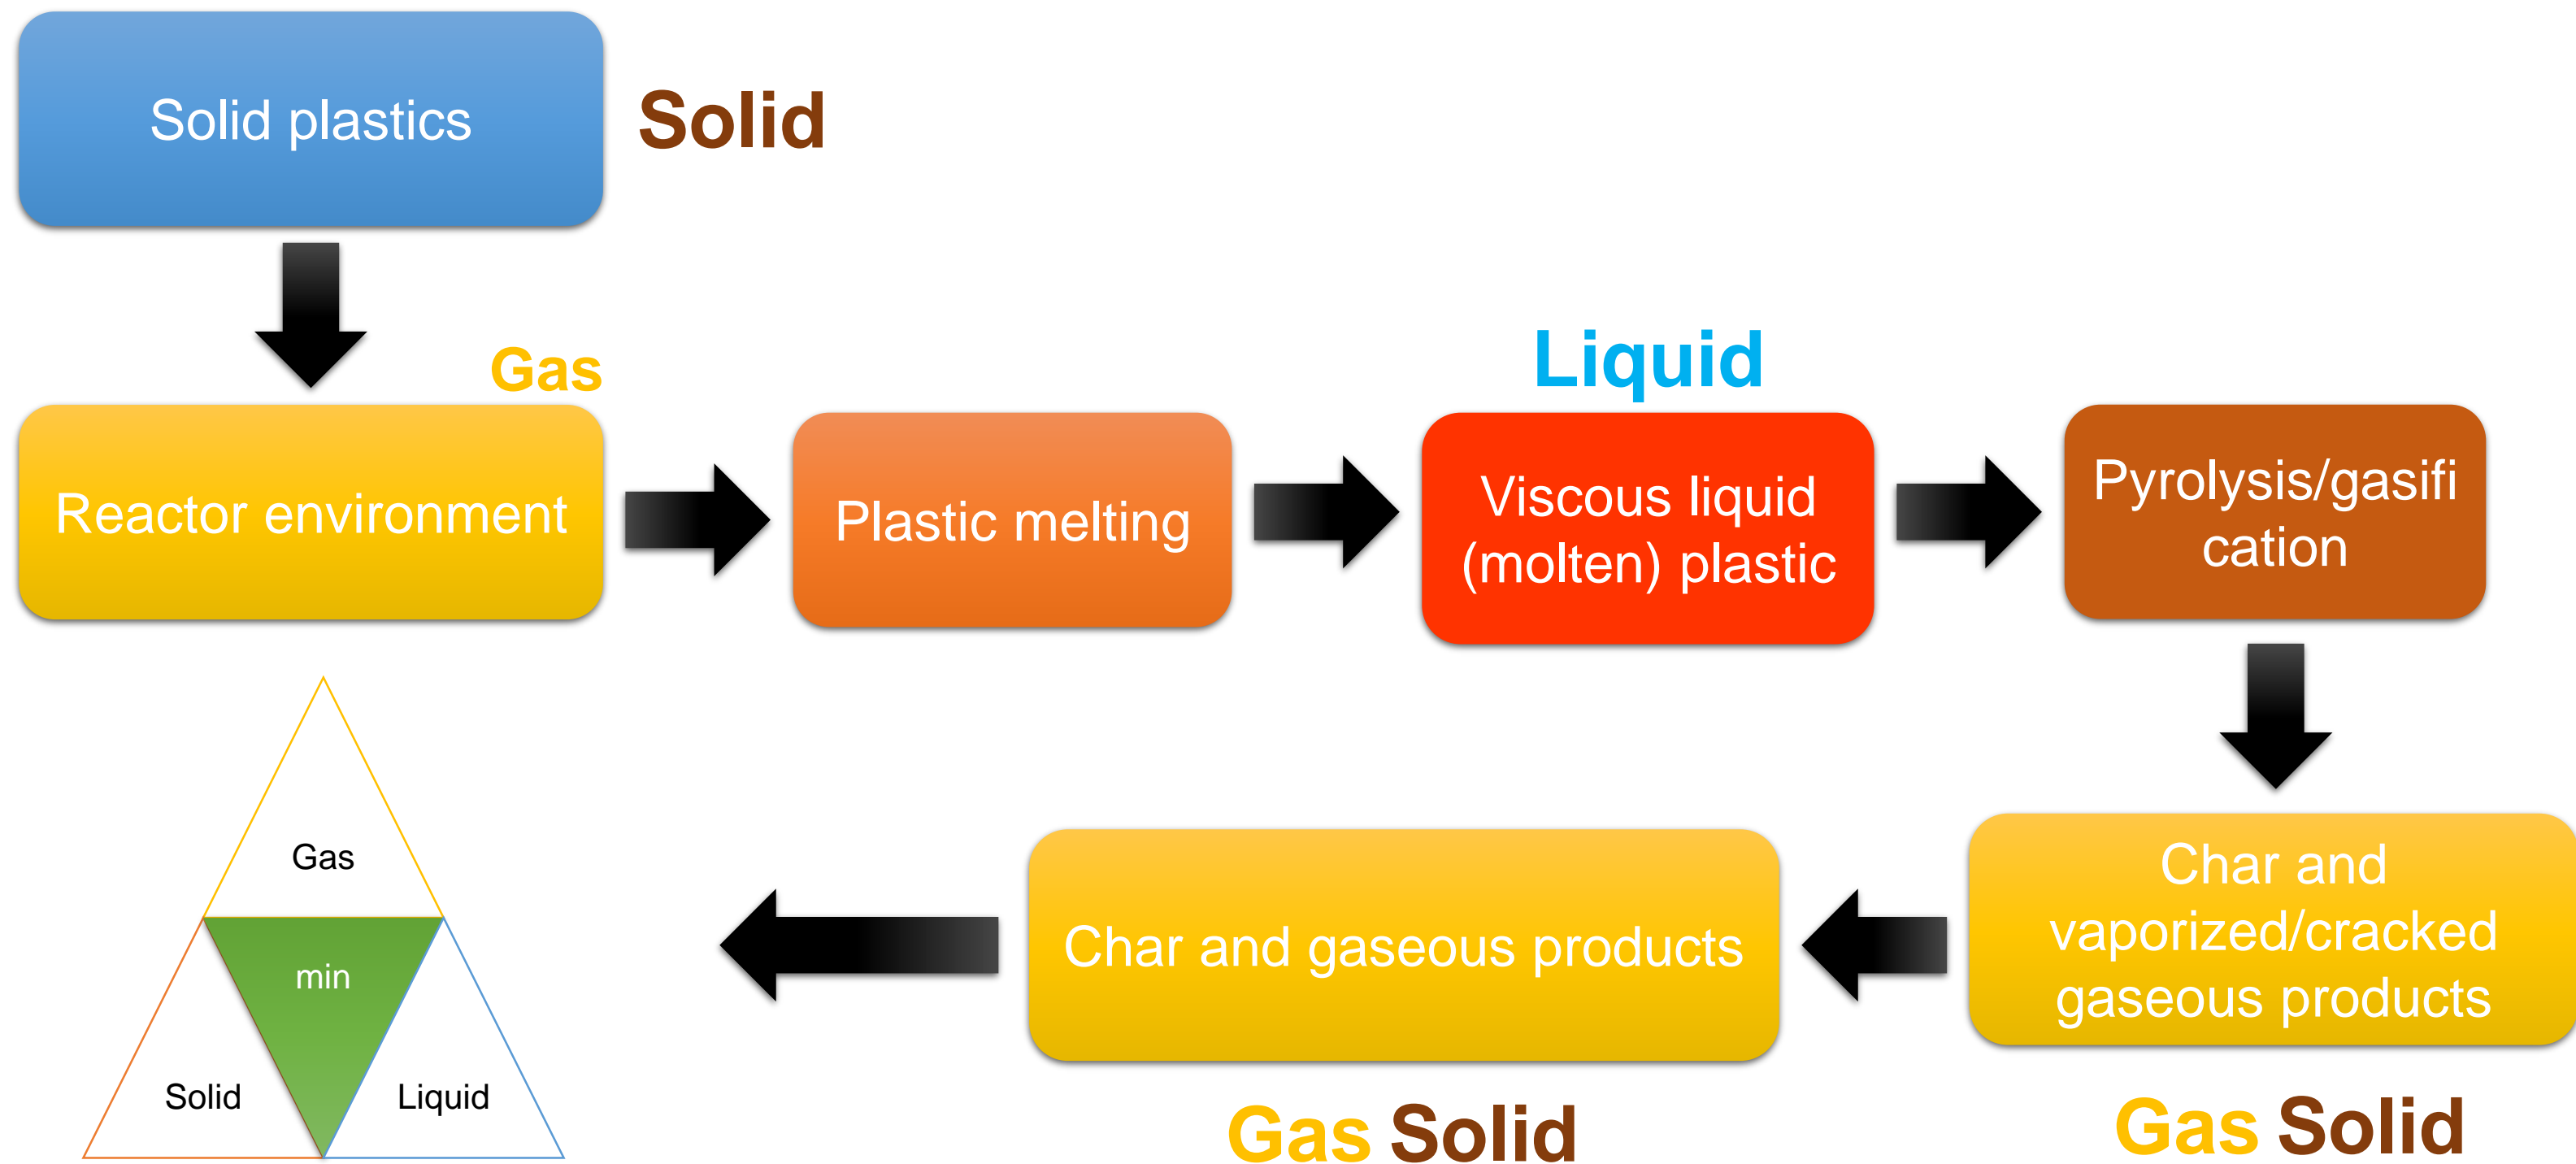 Solid plastics
Solid
Gas
Reactor environment
Plastic melting
Liquid
Viscous liquid
(molten) plastic
Pyrolysis/gasifi
cation
Char and
vaporized/cracked
gaseous products
Gas Solid
Char and gaseous products
Gas Solid
Gas
min
Solid
Liquid